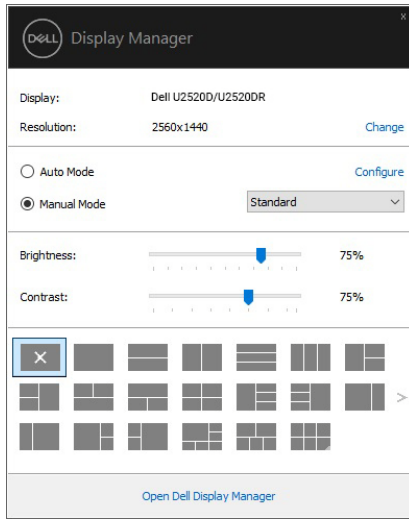 x
DELL Display Manager
Display: Dell U2520D/U2520DR
Resolution: 2560x1440 Change
Auto Mode Configure
Manual Mode Standard
Brightness: 75%
Contrast: 75%
>
Open Dell Display Manager